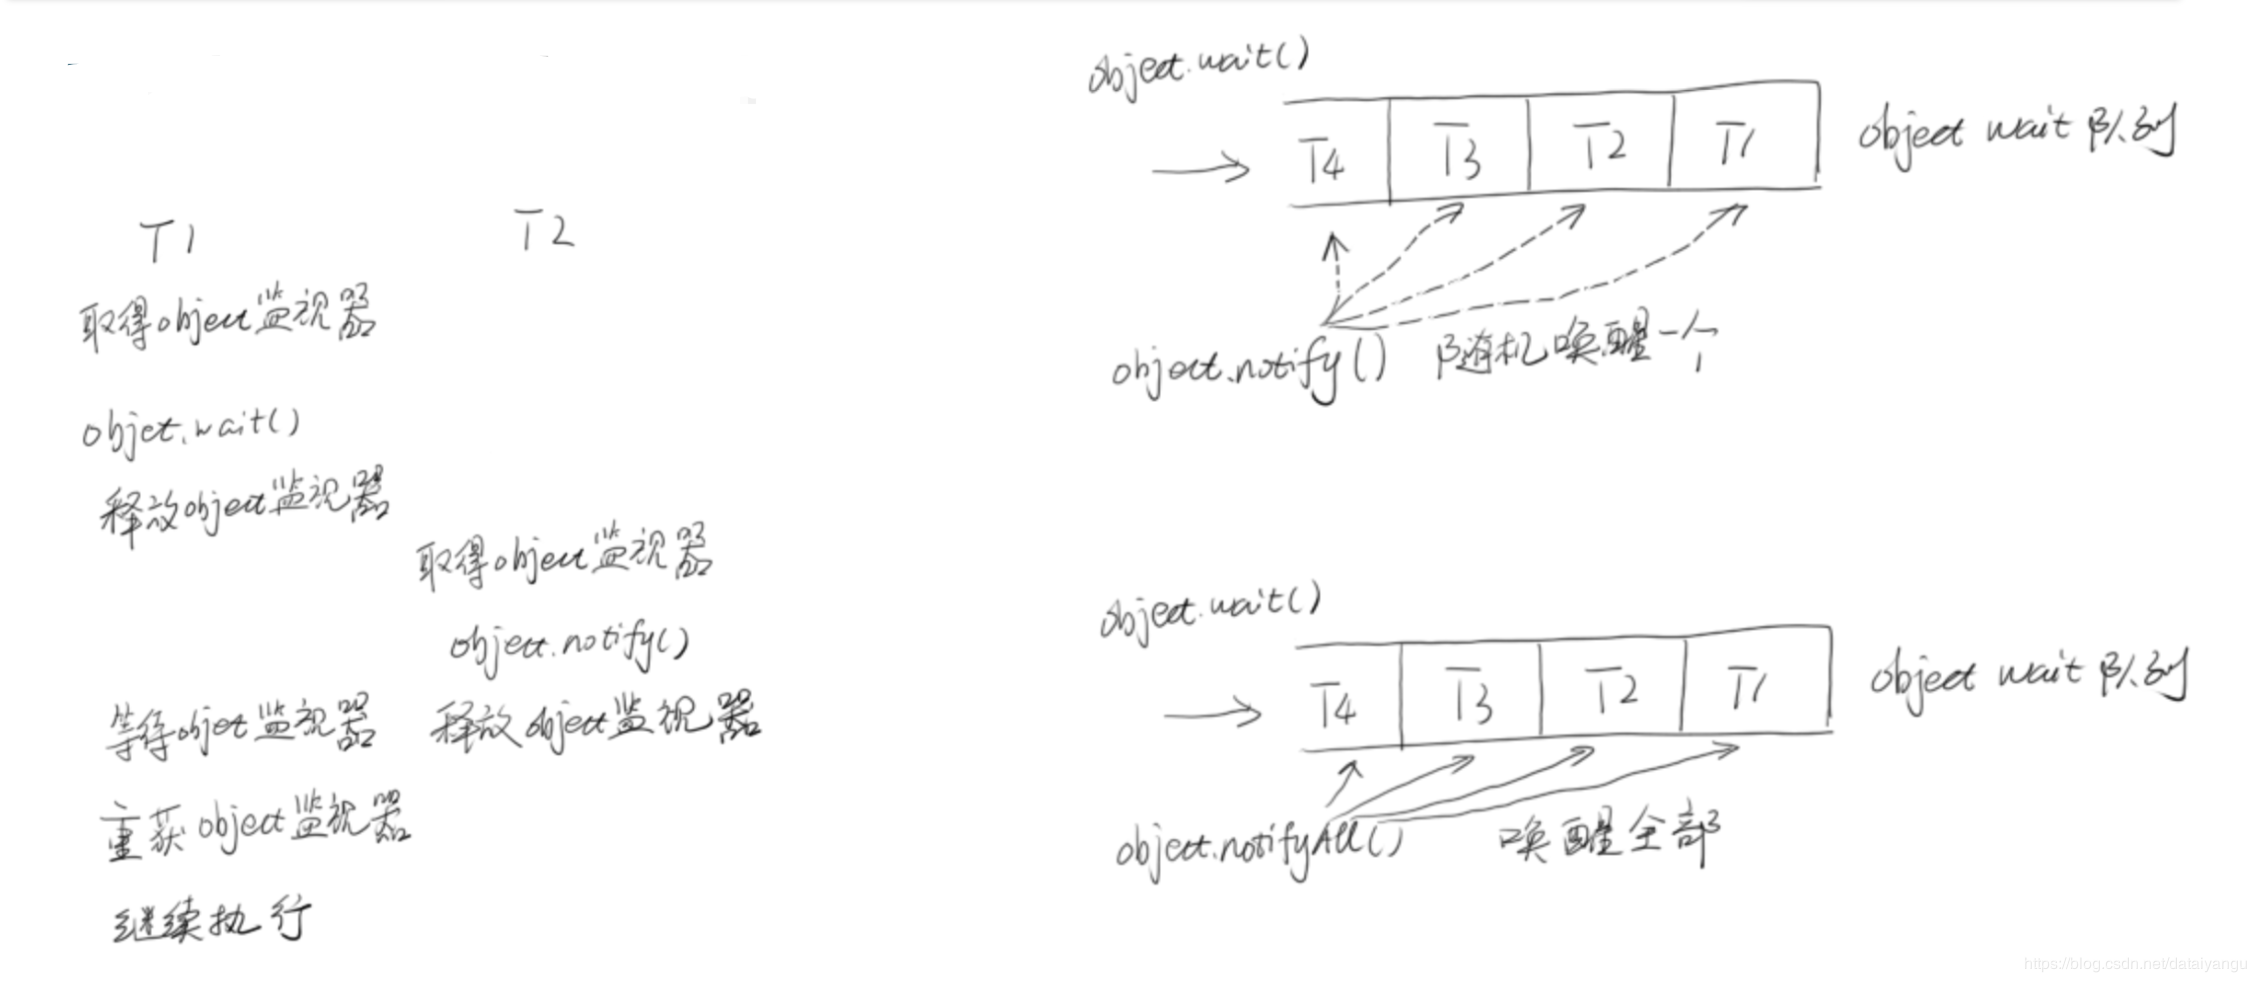 T1
T2
取得object监视器
objet.wait()
释放object监视器
取得object监视器
object.notify()
等待objet监视器
释放object监视器
重获object监视器
继续执行
object.wait()
T4 T3 T2 T1
object wait 队列
object.notify() 随机唤醒一个
object.wait()
T4 T3 T2 T1
object wait 队列
object.notifyAll() 唤醒全部
https://blog.csdn.net/dataiyangu